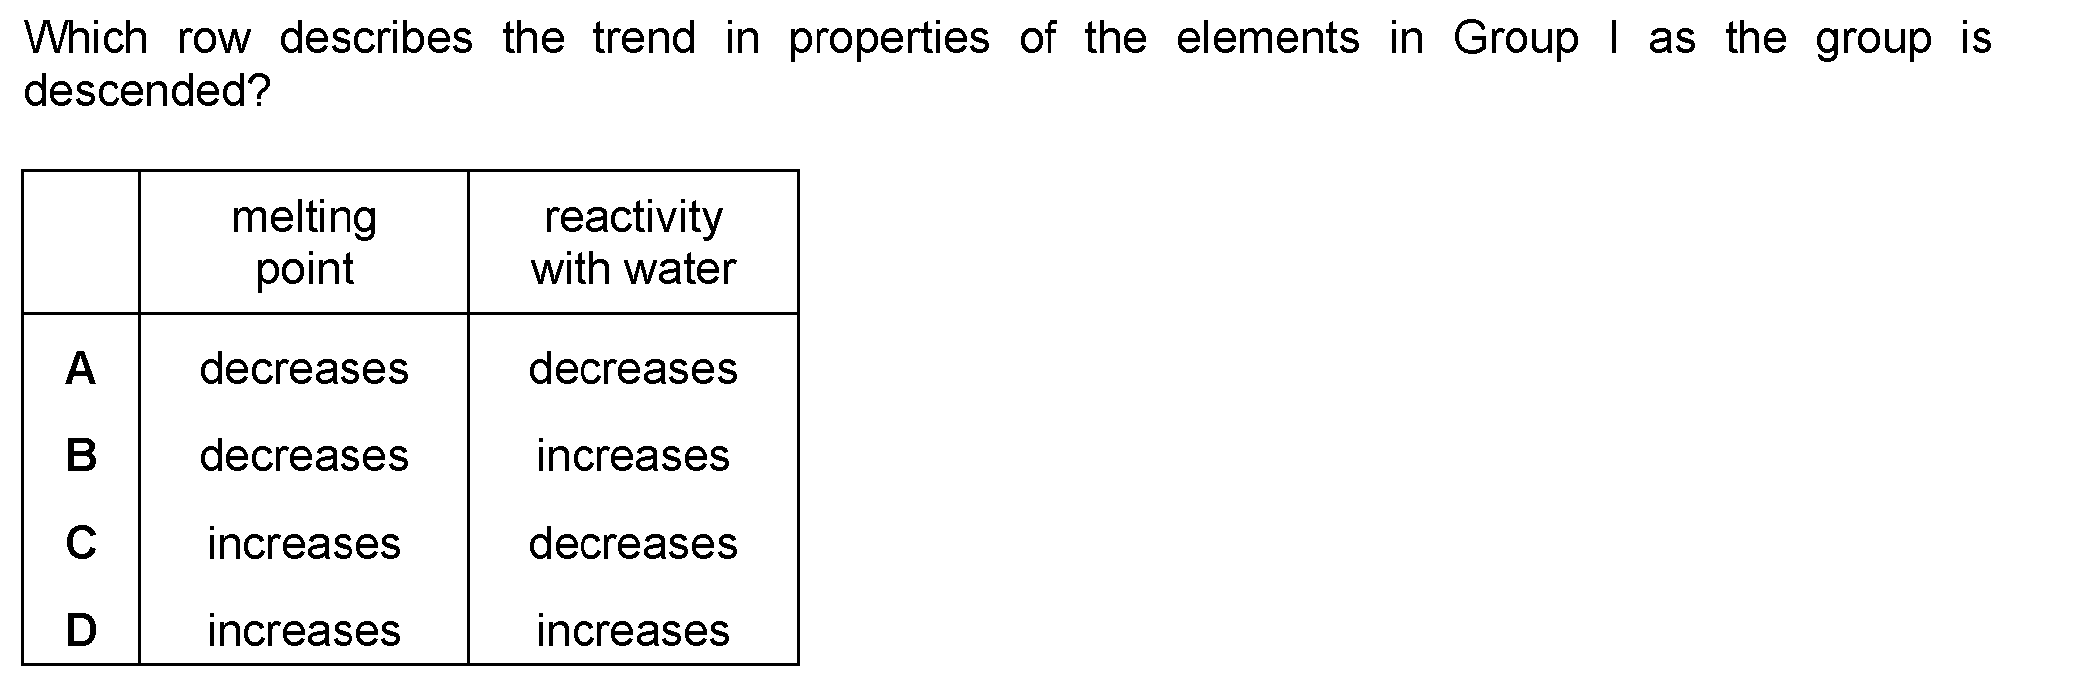 Which row describes the trend in properties of the elements in Group I as the group is
descended?
melting point reactivity with water
A decreases decreases
B decreases increases
C increases decreases
D increases increases